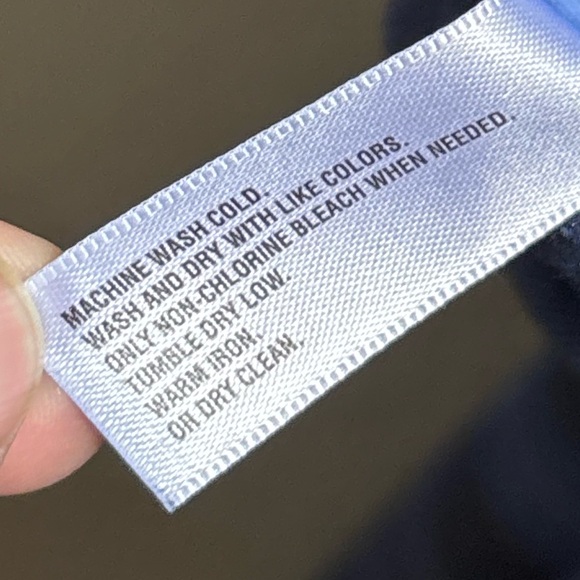 MACHINE WASH COLD.
WASH AND DRY WITH LIKE COLORS.
ONLY NON-CHLORINE BLEACH WHEN NEEDED.
TUMBLE DRY LOW.
WARM IRON
OR DRY CLEAN.